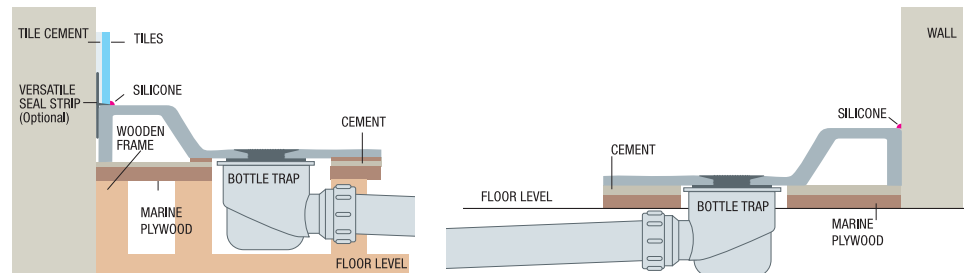 TILE CEMENT
TILES
VERSATILE
SEAL STRIP
(Optional)
SILICONE
WOODEN
FRAME
CEMENT
BOTTLE TRAP
MARINE
PLYWOOD
FLOOR LEVEL
WALL
SILICONE
CEMENT
FLOOR LEVEL
BOTTLE TRAP
MARINE
PLYWOOD